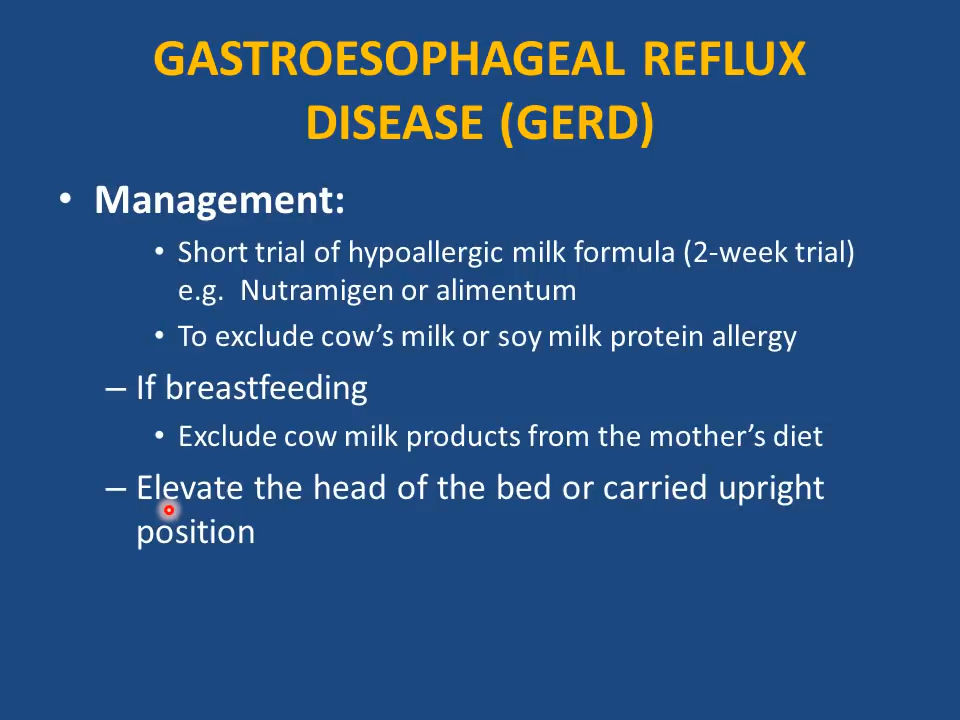 GASTROESOPHAGEAL REFLUX
DISEASE (GERD)
• Management:
• Short trial of hypoallergic milk formula (2-week trial)
e.g.  Nutramigen or alimentum
• To exclude cow’s milk or soy milk protein allergy
– If breastfeeding
• Exclude cow milk products from the mother’s diet
– Elevate the head of the bed or carried upright
position